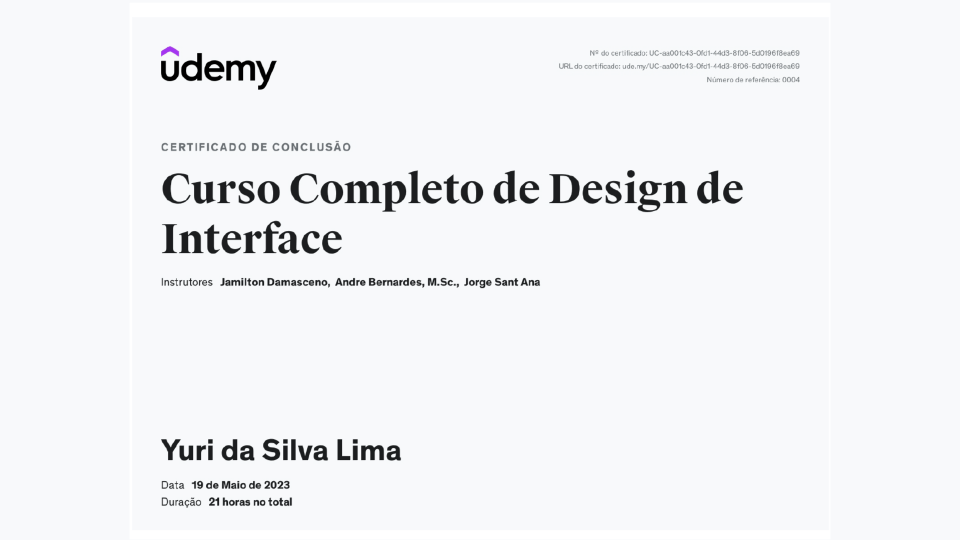 udemy
Nº do certificado: UC-aa001c43-0fd1-44d3-8f06-5d0196f8ea69
URL do certificado: ude.my/UC-aa001c43-0fd1-44d3-8f06-5d0196f8ea69
Número de referência: 0004
CERTIFICADO DE CONCLUSÃO
Curso Completo de Design de
Interface
Instrutores Jamilton Damasceno, Andre Bernardes, M.Sc., Jorge Sant Ana
Yuri da Silva Lima
Data 19 de Maio de 2023
Duração 21 horas no total